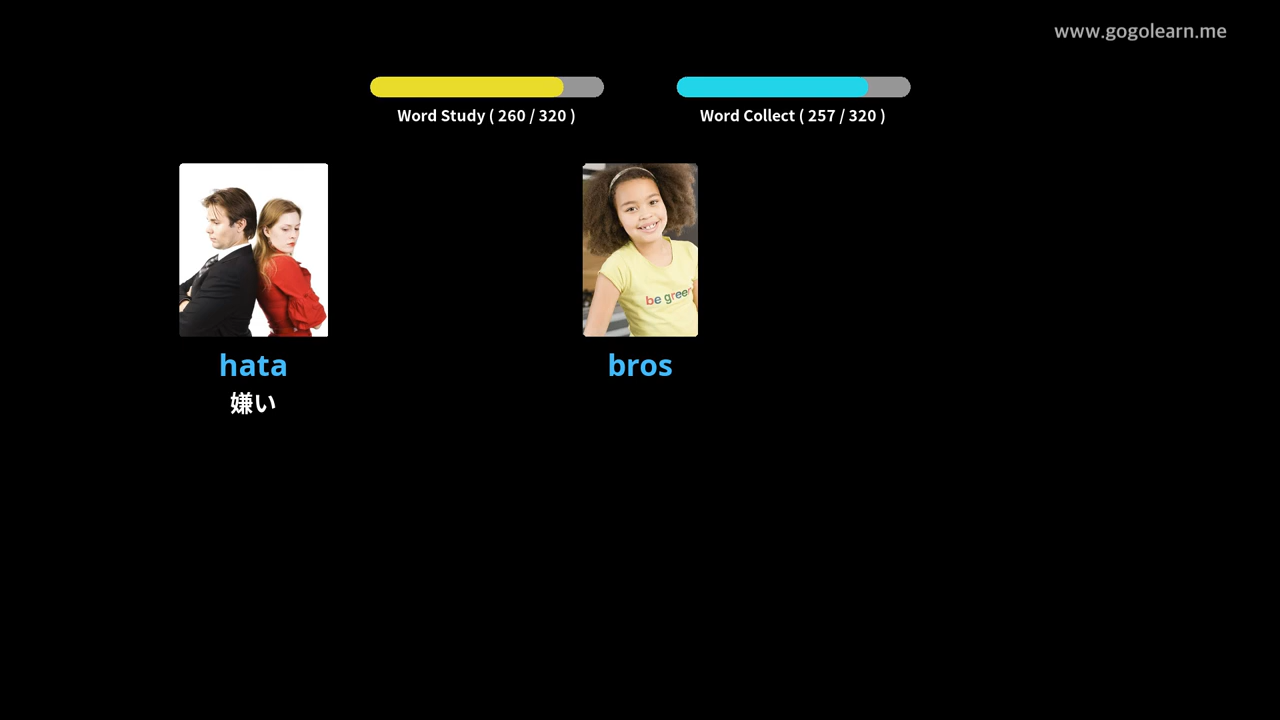 www.gogolearn.me
Word Study ( 260 / 320 )
Word Collect ( 257 / 320 )
be green
hata
嫌い
bros